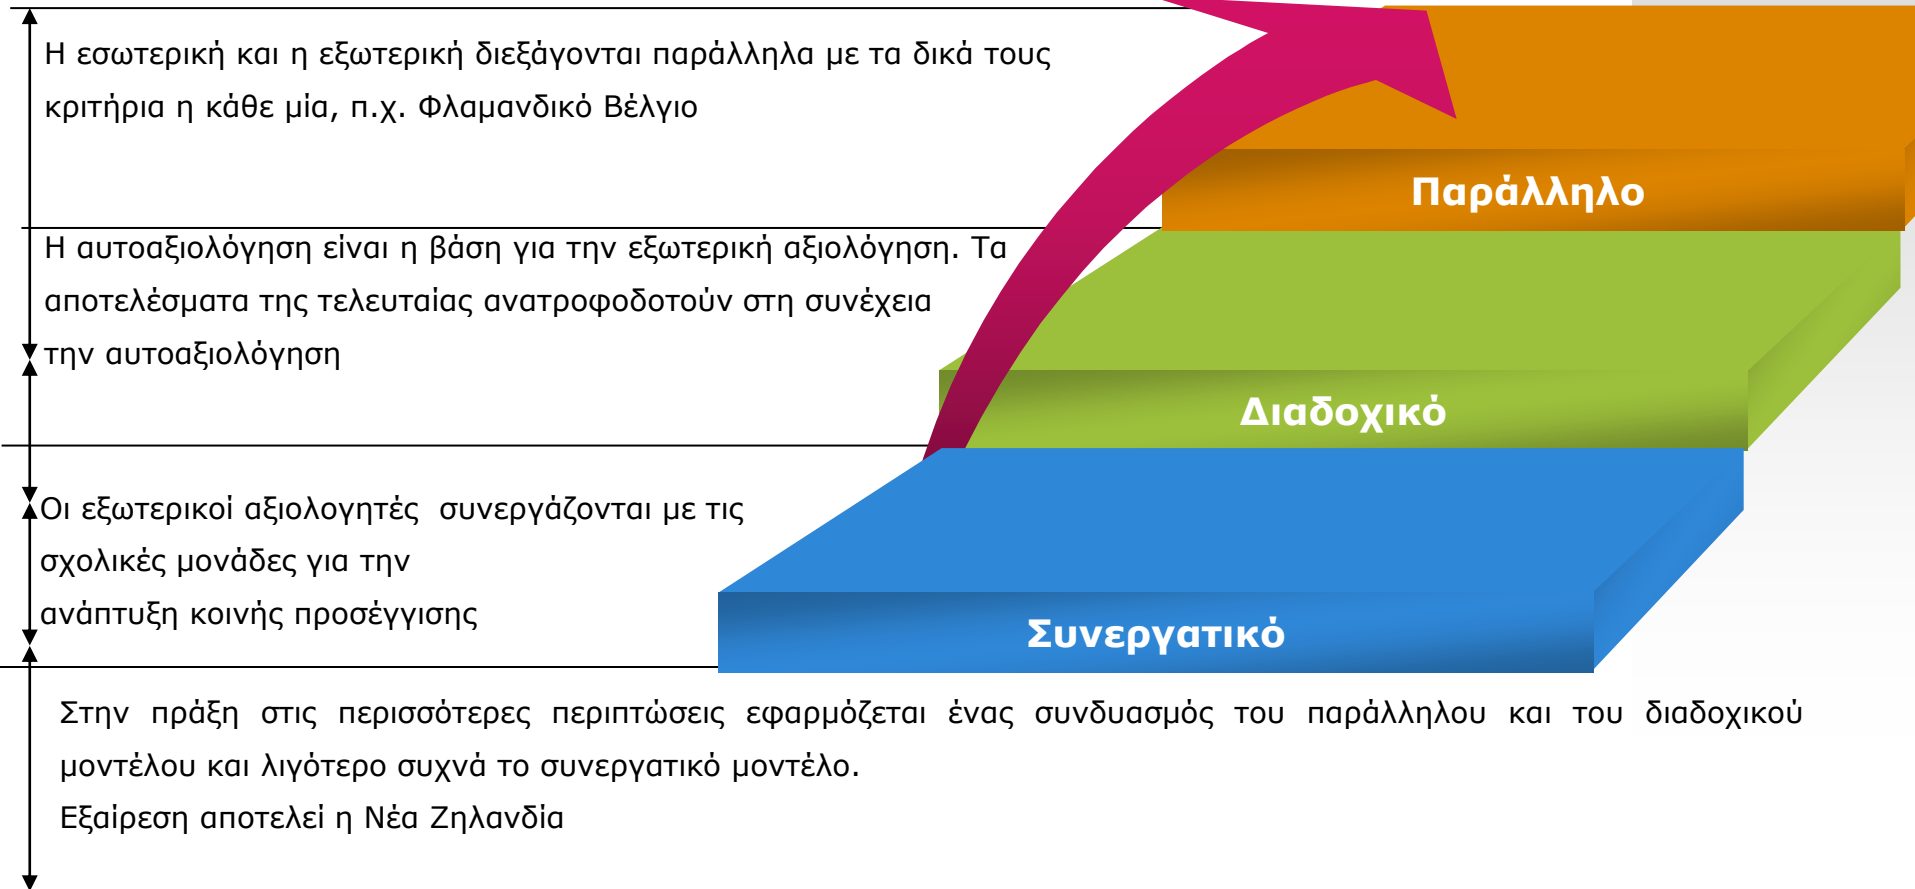 Η εσωτερική και η εξωτερική διεξάγονται παράλληλα με τα δικά τους
κριτήρια η κάθε μία, π.χ. Φλαμανδικό Βέλγιο
Παράλληλο
Η αυτοαξιολόγηση είναι η βάση για την εξωτερική αξιολόγηση. Τα
αποτελέσματα της τελευταίας ανατροφοδοτούν στη συνέχεια
την αυτοαξιολόγηση
Διαδοχικό
Οι εξωτερικοί αξιολογητές συνεργάζονται με τις
σχολικές μονάδες για την
ανάπτυξη κοινής προσέγγισης
Συνεργατικό
Στην πράξη στις περισσότερες περιπτώσεις εφαρμόζεται ένας συνδυασμός του παράλληλου και του διαδοχικού
μοντέλου και λιγότερο συχνά το συνεργατικό μοντέλο.
Εξαίρεση αποτελεί η Νέα Ζηλανδία